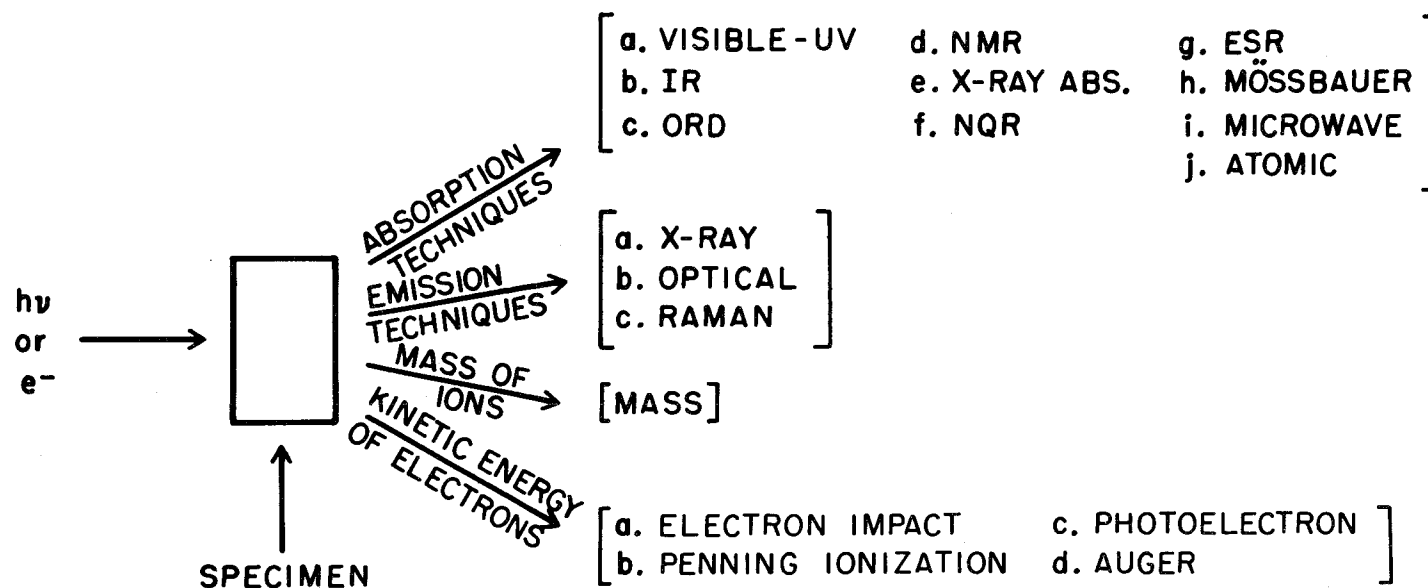 a. VISIBLE-UV d. NMR g. ESR
b. IR e. X-RAY ABS. h. MÖSSBAUER
c. ORD f. NQR i. MICROWAVE
j. ATOMIC
ABSORPTION
TECHNIQUES
a. X-RAY
b. OPTICAL
c. RAMAN
EMISSION
TECHNIQUES
hν
or
e⁻
MASS OF
IONS
[MASS]
KINETIC ENERGY
OF ELECTRONS
a. ELECTRON IMPACT c. PHOTOELECTRON
b. PENNING IONIZATION d. AUGER
SPECIMEN